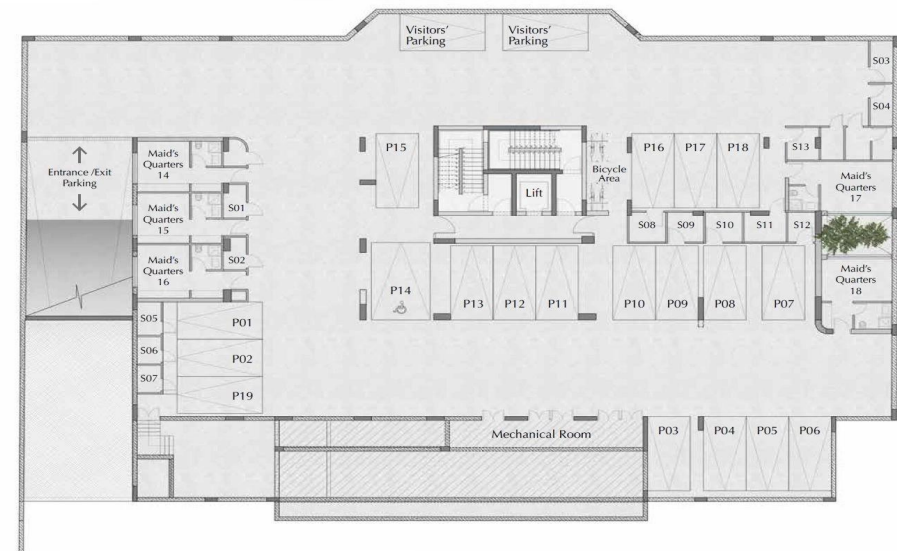 Visitors'
Parking
Visitors'
Parking
S03
S04
Entrance /Exit
Parking
Maid's
Quarters
14
P15
Lift
Bicycle
Area
P16
P17
P18
S13
Maid's
Quarters
17
Maid's
Quarters
15
S01
S08
S09
S10
S11
S12
Maid's
Quarters
16
S02
P14
P13
P12
P11
P10
P09
P08
P07
Maid's
Quarters
18
S05
P01
S06
P02
S07
P19
Mechanical Room
P03
P04
P05
P06